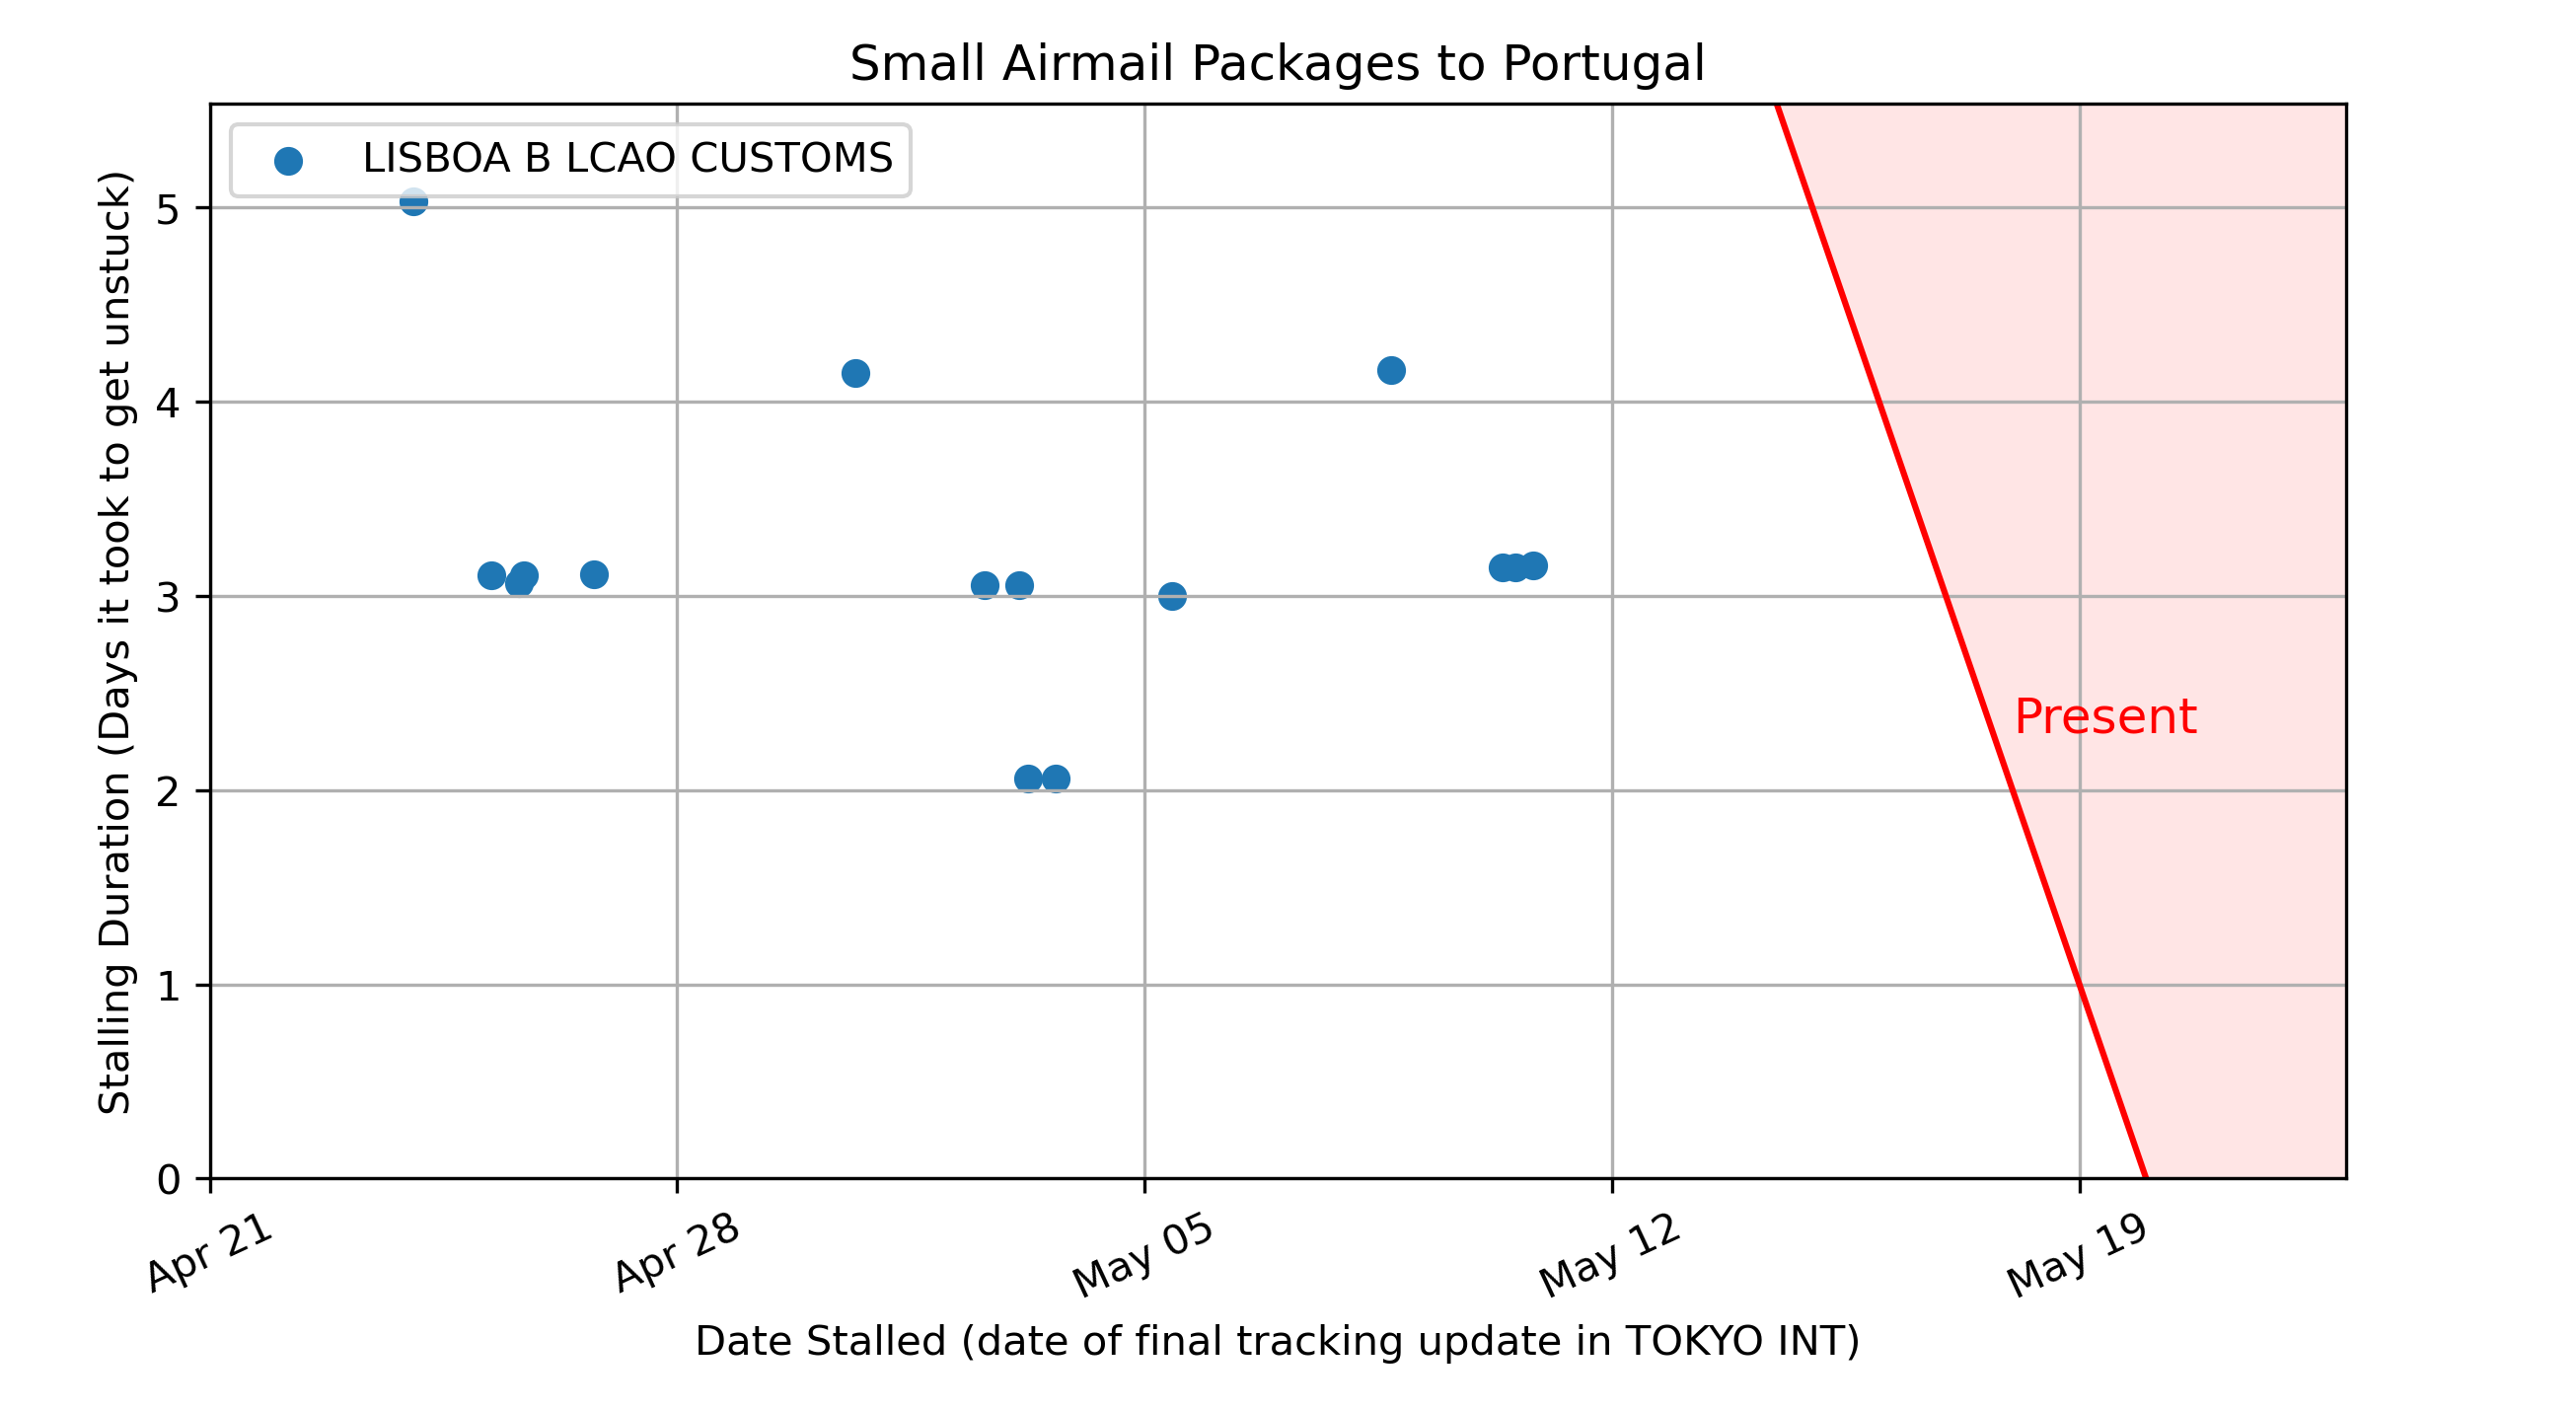 Small Airmail Packages to Portugal
LISBOA B LCAO CUSTOMS
Stalling Duration (Days it took to get unstuck)
5
4
3
2
1
0
Present
Apr 21
Apr 28
May 05
May 12
May 19
Date Stalled (date of final tracking update in TOKYO INT)